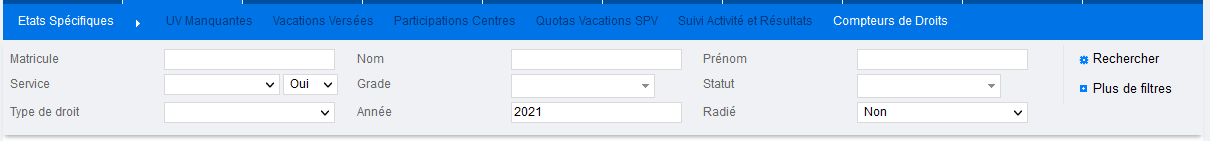 Etats Spécifiques UV Manquantes Vacations Versées Participations Centres Quotas Vacations SPV Suivi Activité et Résultats Compteurs de Droits
Matricule Nom Prénom Rechercher
Service Oui Grade Statut Plus de filtres
Type de droit Année 2021 Radié Non